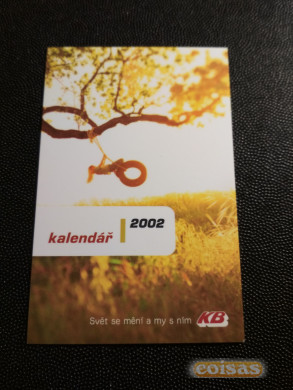 kalendář 2002
Svět se mění a my s ním KB
eoisas